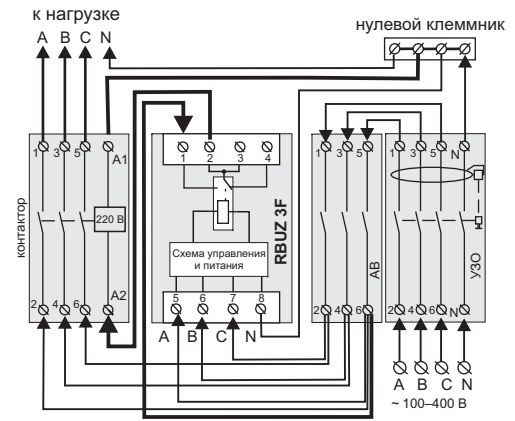 к нагрузке
A B C N
нулевой клеммник
1 3 5 A1
1 2 3 4
1 3 5
1 3 5 N
контактор
220 В
RBUZ 3F
Схема управления
и питания
АВ
УЗО
2 4 6 A2
5 6 7 8
2 4 6
2 4 6 N
A B C N
A B C N
~ 100–400 В